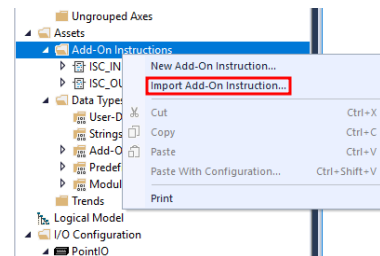 Ungrouped Axes
Assets
Add-On Instructions
ISC_IN
New Add-On Instruction...
ISC_OU
Import Add-On Instruction...
Data Types
User-D
Cut Ctrl+X
Strings
Copy Ctrl+C
Add-O
Paste Ctrl+V
Predef
Paste With Configuration... Ctrl+Shift+V
Modul
Trends
Print
Logical Model
I/O Configuration
PointIO